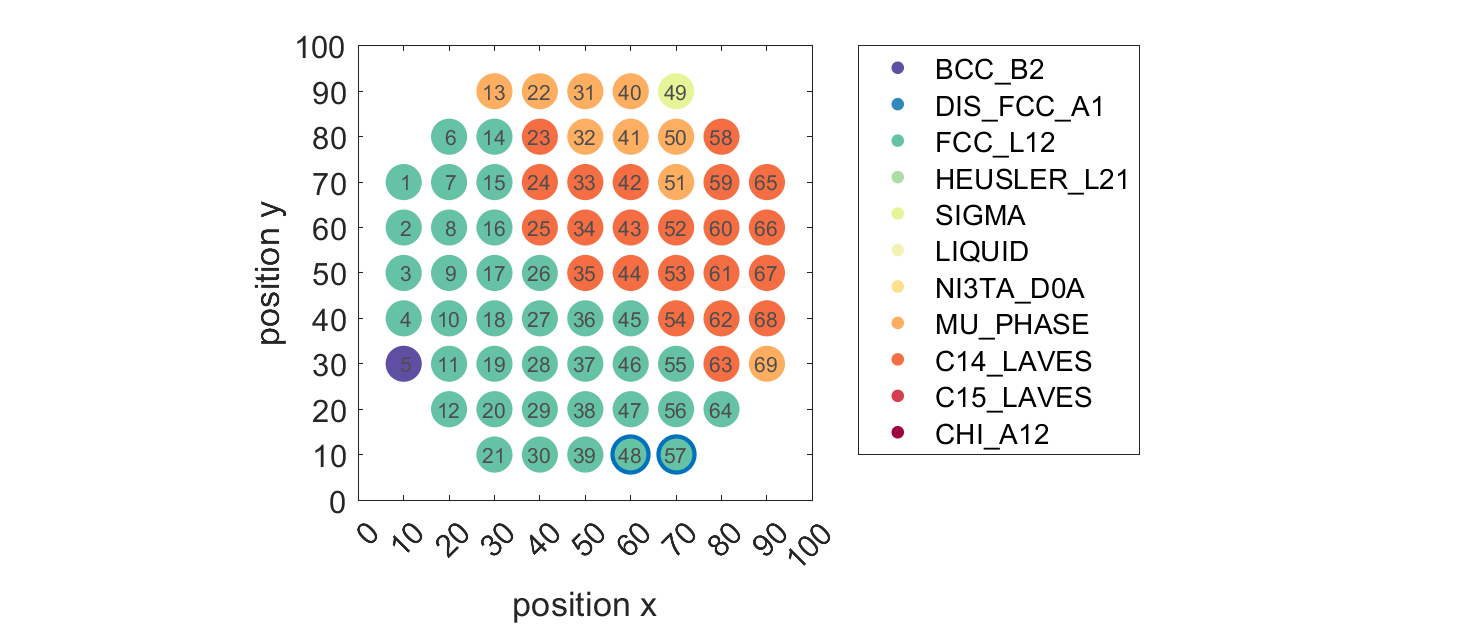 100
90
80
70
60
50
40
30
20
10
0
position y
13 22 31 40 49
6 14 23 32 41 50 58
1 7 15 24 33 42 51 59 65
2 8 16 25 34 43 52 60 66
3 9 17 26 35 44 53 61 67
4 10 18 27 36 45 54 62 68
5 11 19 28 37 46 55 63 69
12 20 29 38 47 56 64
21 30 39 48 57
0 10 20 30 40 50 60 70 80 90 100
position x
BCC_B2
DIS_FCC_A1
FCC_L12
HEUSLER_L21
SIGMA
LIQUID
NI3TA_D0A
MU_PHASE
C14_LAVES
C15_LAVES
CHI_A12